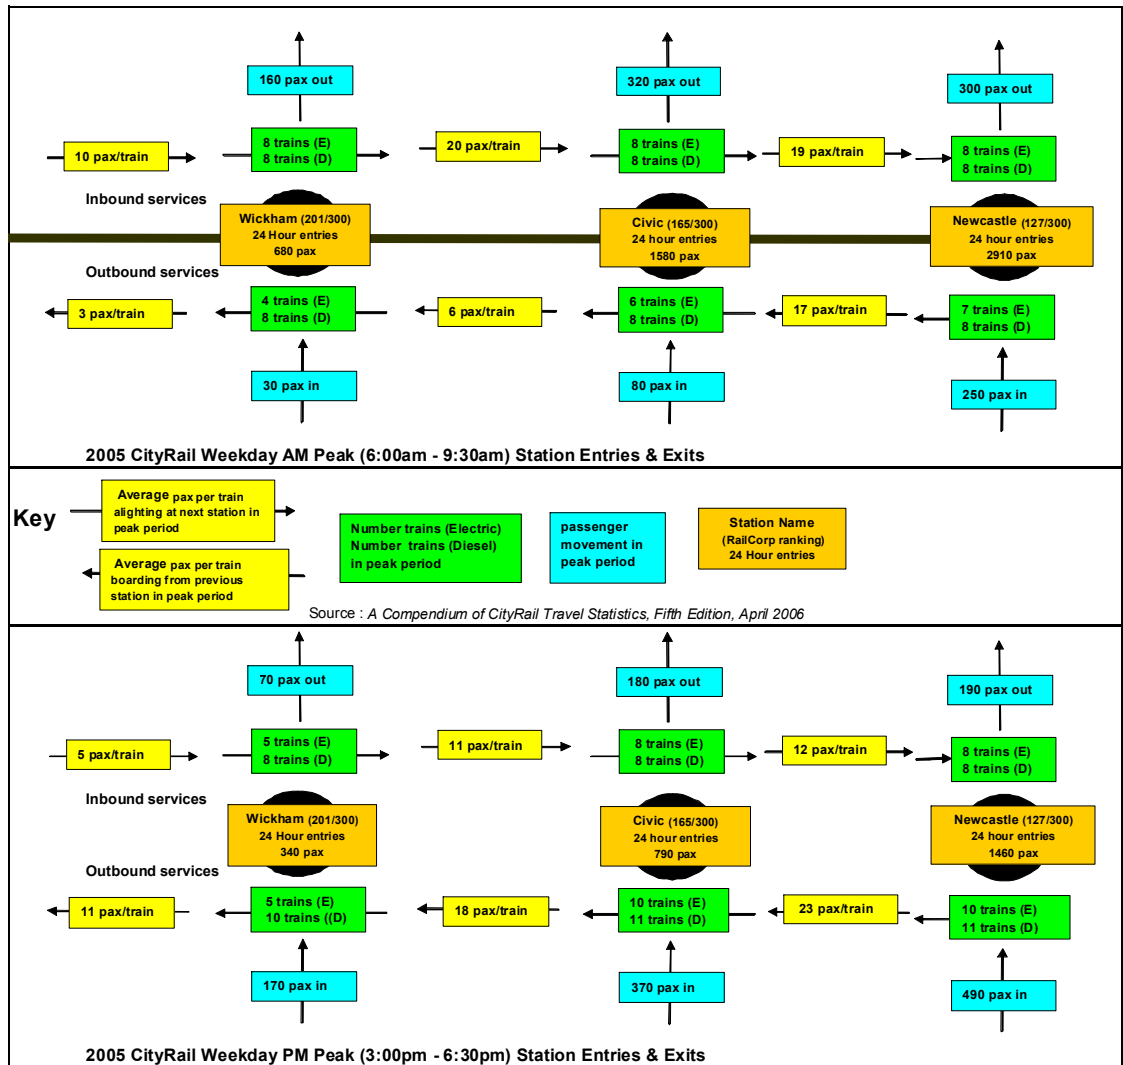 160 pax out
320 pax out
300 pax out
10 pax/train
8 trains (E)
8 trains (D)
20 pax/train
8 trains (E)
8 trains (D)
19 pax/train
8 trains (E)
8 trains (D)
Inbound services
Wickham (201/300)
24 Hour entries
680 pax
Civic (165/300)
24 hour entries
1580 pax
Newcastle (127/300)
24 hour entries
2910 pax
Outbound services
3 pax/train
4 trains (E)
8 trains (D)
6 pax/train
6 trains (E)
8 trains (D)
17 pax/train
7 trains (E)
8 trains (D)
30 pax in
80 pax in
250 pax in
2005 CityRail Weekday AM Peak (6:00am - 9:30am) Station Entries & Exits
Key
Average pax per train
alighting at next station in
peak period
Average pax per train
boarding from previous
station in peak period
Number trains (Electric)
Number trains (Diesel)
in peak period
passenger
movement in
peak period
Station Name
(RailCorp ranking)
24 Hour entries
Source : A Compendium of CityRail Travel Statistics, Fifth Edition, April 2006
70 pax out
180 pax out
190 pax out
5 pax/train
5 trains (E)
8 trains (D)
11 pax/train
8 trains (E)
8 trains (D)
12 pax/train
8 trains (E)
8 trains (D)
Inbound services
Wickham (201/300)
24 Hour entries
340 pax
Civic (165/300)
24 hour entries
790 pax
Newcastle (127/300)
24 hour entries
1460 pax
Outbound services
11 pax/train
5 trains (E)
10 trains ((D)
18 pax/train
10 trains (E)
11 trains (D)
23 pax/train
10 trains (E)
11 trains (D)
170 pax in
370 pax in
490 pax in
2005 CityRail Weekday PM Peak (3:00pm - 6:30pm) Station Entries & Exits